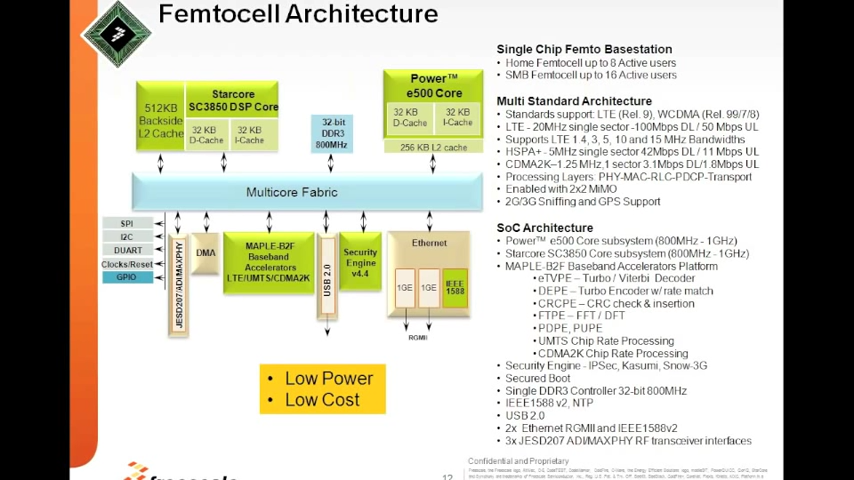 Femtocell Architecture
512KB
Backside
L2 Cache
Starcore
SC3850 DSP Core
32 KB
D-Cache
32 KB
I-Cache
32-bit
DDR3
800MHz
Power™
e500 Core
32 KB
D-Cache
32 KB
I-Cache
256 KB L2 cache
Multicore Fabric
SPI
I2C
DUART
Clocks/Reset
GPIO
JESD207/ADI/MAXPHY
DMA
MAPLE-B2F
Baseband
Accelerators
LTE/UMTS/CDMA2K
USB 2.0
Security
Engine
v4.4
Ethernet
1GE
1GE
IEEE
1588
RGMII
• Low Power
• Low Cost
Single Chip Femto Basestation
• Home Femtocell up to 8 Active users
• SMB Femtocell up to 16 Active users
Multi Standard Architecture
• Standards support: LTE (Rel. 9), WCDMA (Rel. 99/7/8)
• LTE - 20MHz single sector -100Mbps DL / 50 Mbps UL
• Supports LTE 1.4, 3, 5, 10 and 15 MHz Bandwidths
• HSPA+ - 5MHz single sector 42Mbps DL / 11 Mbps UL
• CDMA2K–1.25 MHz,1 sector 3.1Mbps DL/1.8Mbps UL
• Processing Layers: PHY-MAC-RLC-PDCP-Transport
• Enabled with 2x2 MiMO
• 2G/3G Sniffing and GPS Support
SoC Architecture
• Power™ e500 Core subsystem (800MHz - 1GHz)
• Starcore SC3850 Core subsystem (800MHz - 1GHz)
• MAPLE-B2F Baseband Accelerators Platform
• eTVPE – Turbo / Viterbi Decoder
• DEPE – Turbo Encoder w/ rate match
• CRCPE – CRC check & insertion
• FTPE – FFT / DFT
• PDPE, PUPE
• UMTS Chip Rate Processing
• CDMA2K Chip Rate Processing
• Security Engine - IPSec, Kasumi, Snow-3G
• Secured Boot
• Single DDR3 Controller 32-bit 800MHz
• IEEE1588 v2, NTP
• USB 2.0
• 2x Ethernet RGMII and IEEE1588v2
• 3x JESD207 ADI/MAXPHY RF transceiver interfaces
Confidential and Proprietary
12
freescale